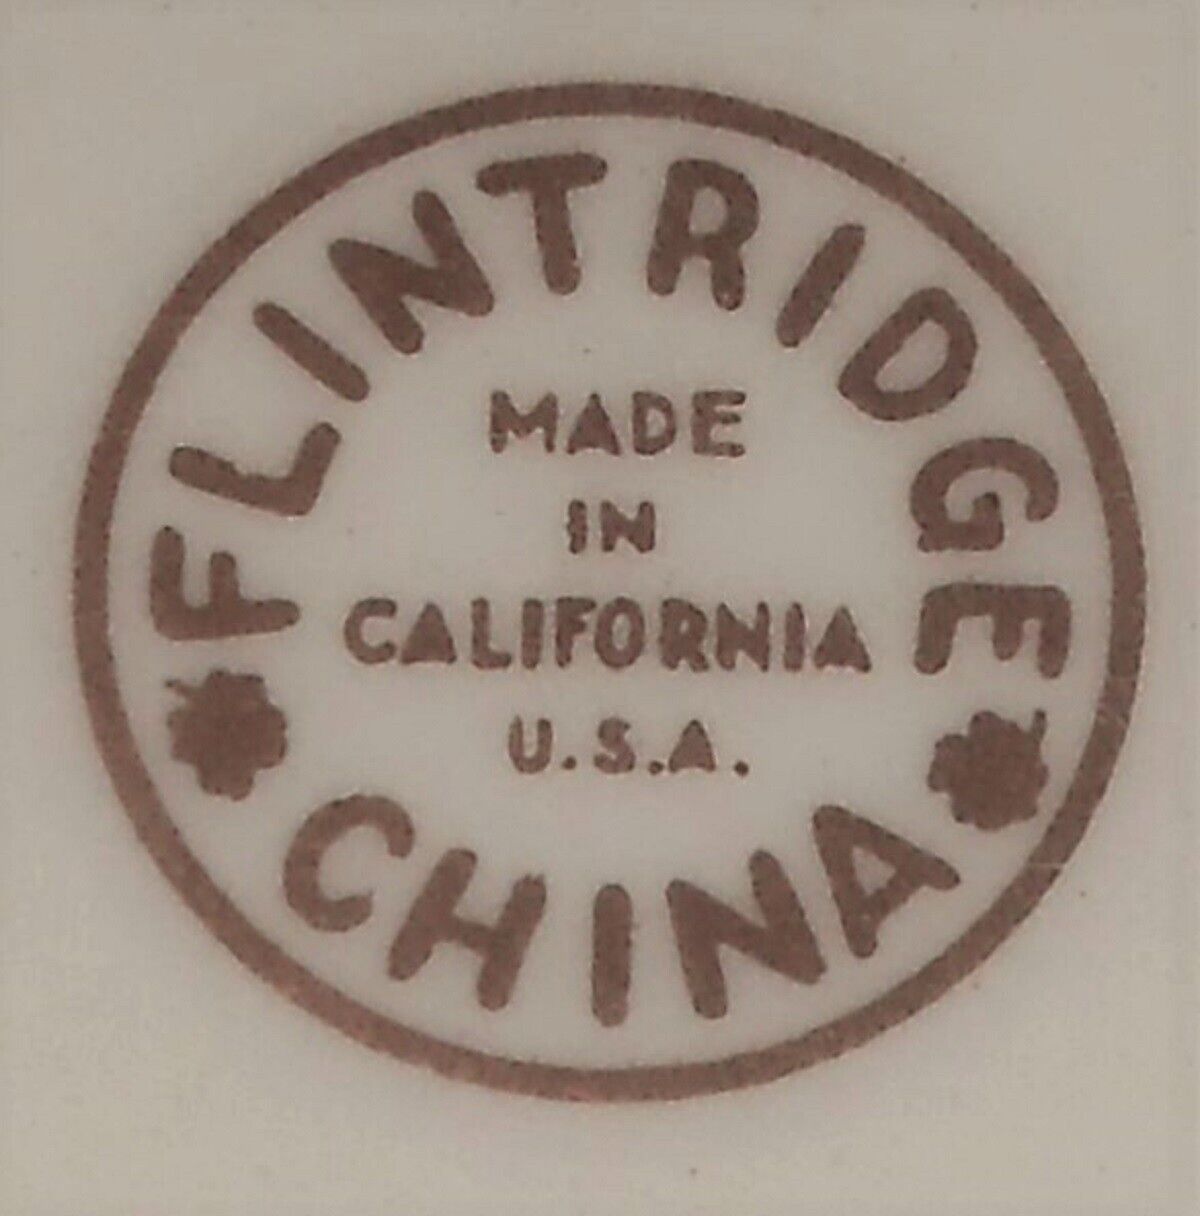 FLINTRIDGE
MADE
IN
CALIFORNIA
U.S.A.
CHINA